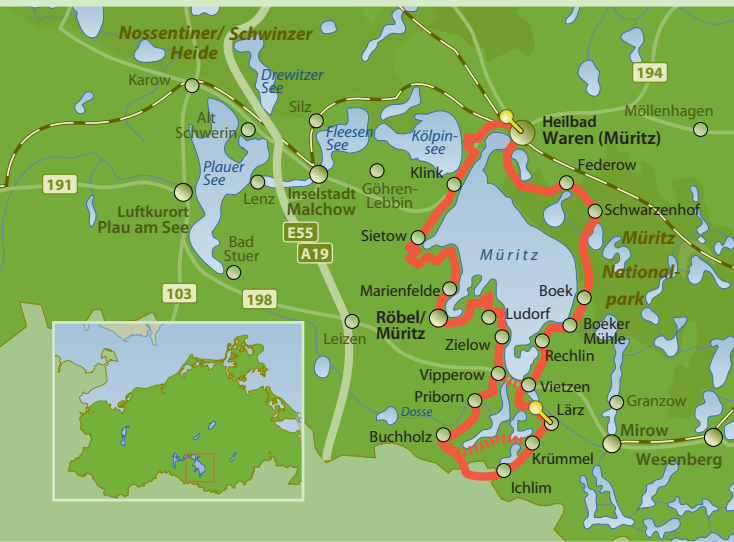 Nossentiner/ Schwinzer
Heide
Karow
Drewitzer
See
194
Silz
Möllenhagen
Alt
Schwerin
Fleesen
See
Kölpin-
see
Heilbad
Waren (Müritz)
Plauer
See
Klink
Federow
191
Lenz
Inselstadt
Malchow
Göhren-
Lebbin
Schwarzenhof
Luftkurort
Plau am See
E55
A19
Sietow
Müritz
Müritz
National-
park
Bad
Stuer
103
198
Marienfelde
Boek
Röbel/
Müritz
Ludorf
Boeker
Mühle
Leizen
Zielow
Rechlin
Vipperow
Vietzen
Priborn
Dosse
Lärz
Granzow
Buchholz
Mirow
Krümmel
Wesenberg
Ichlim